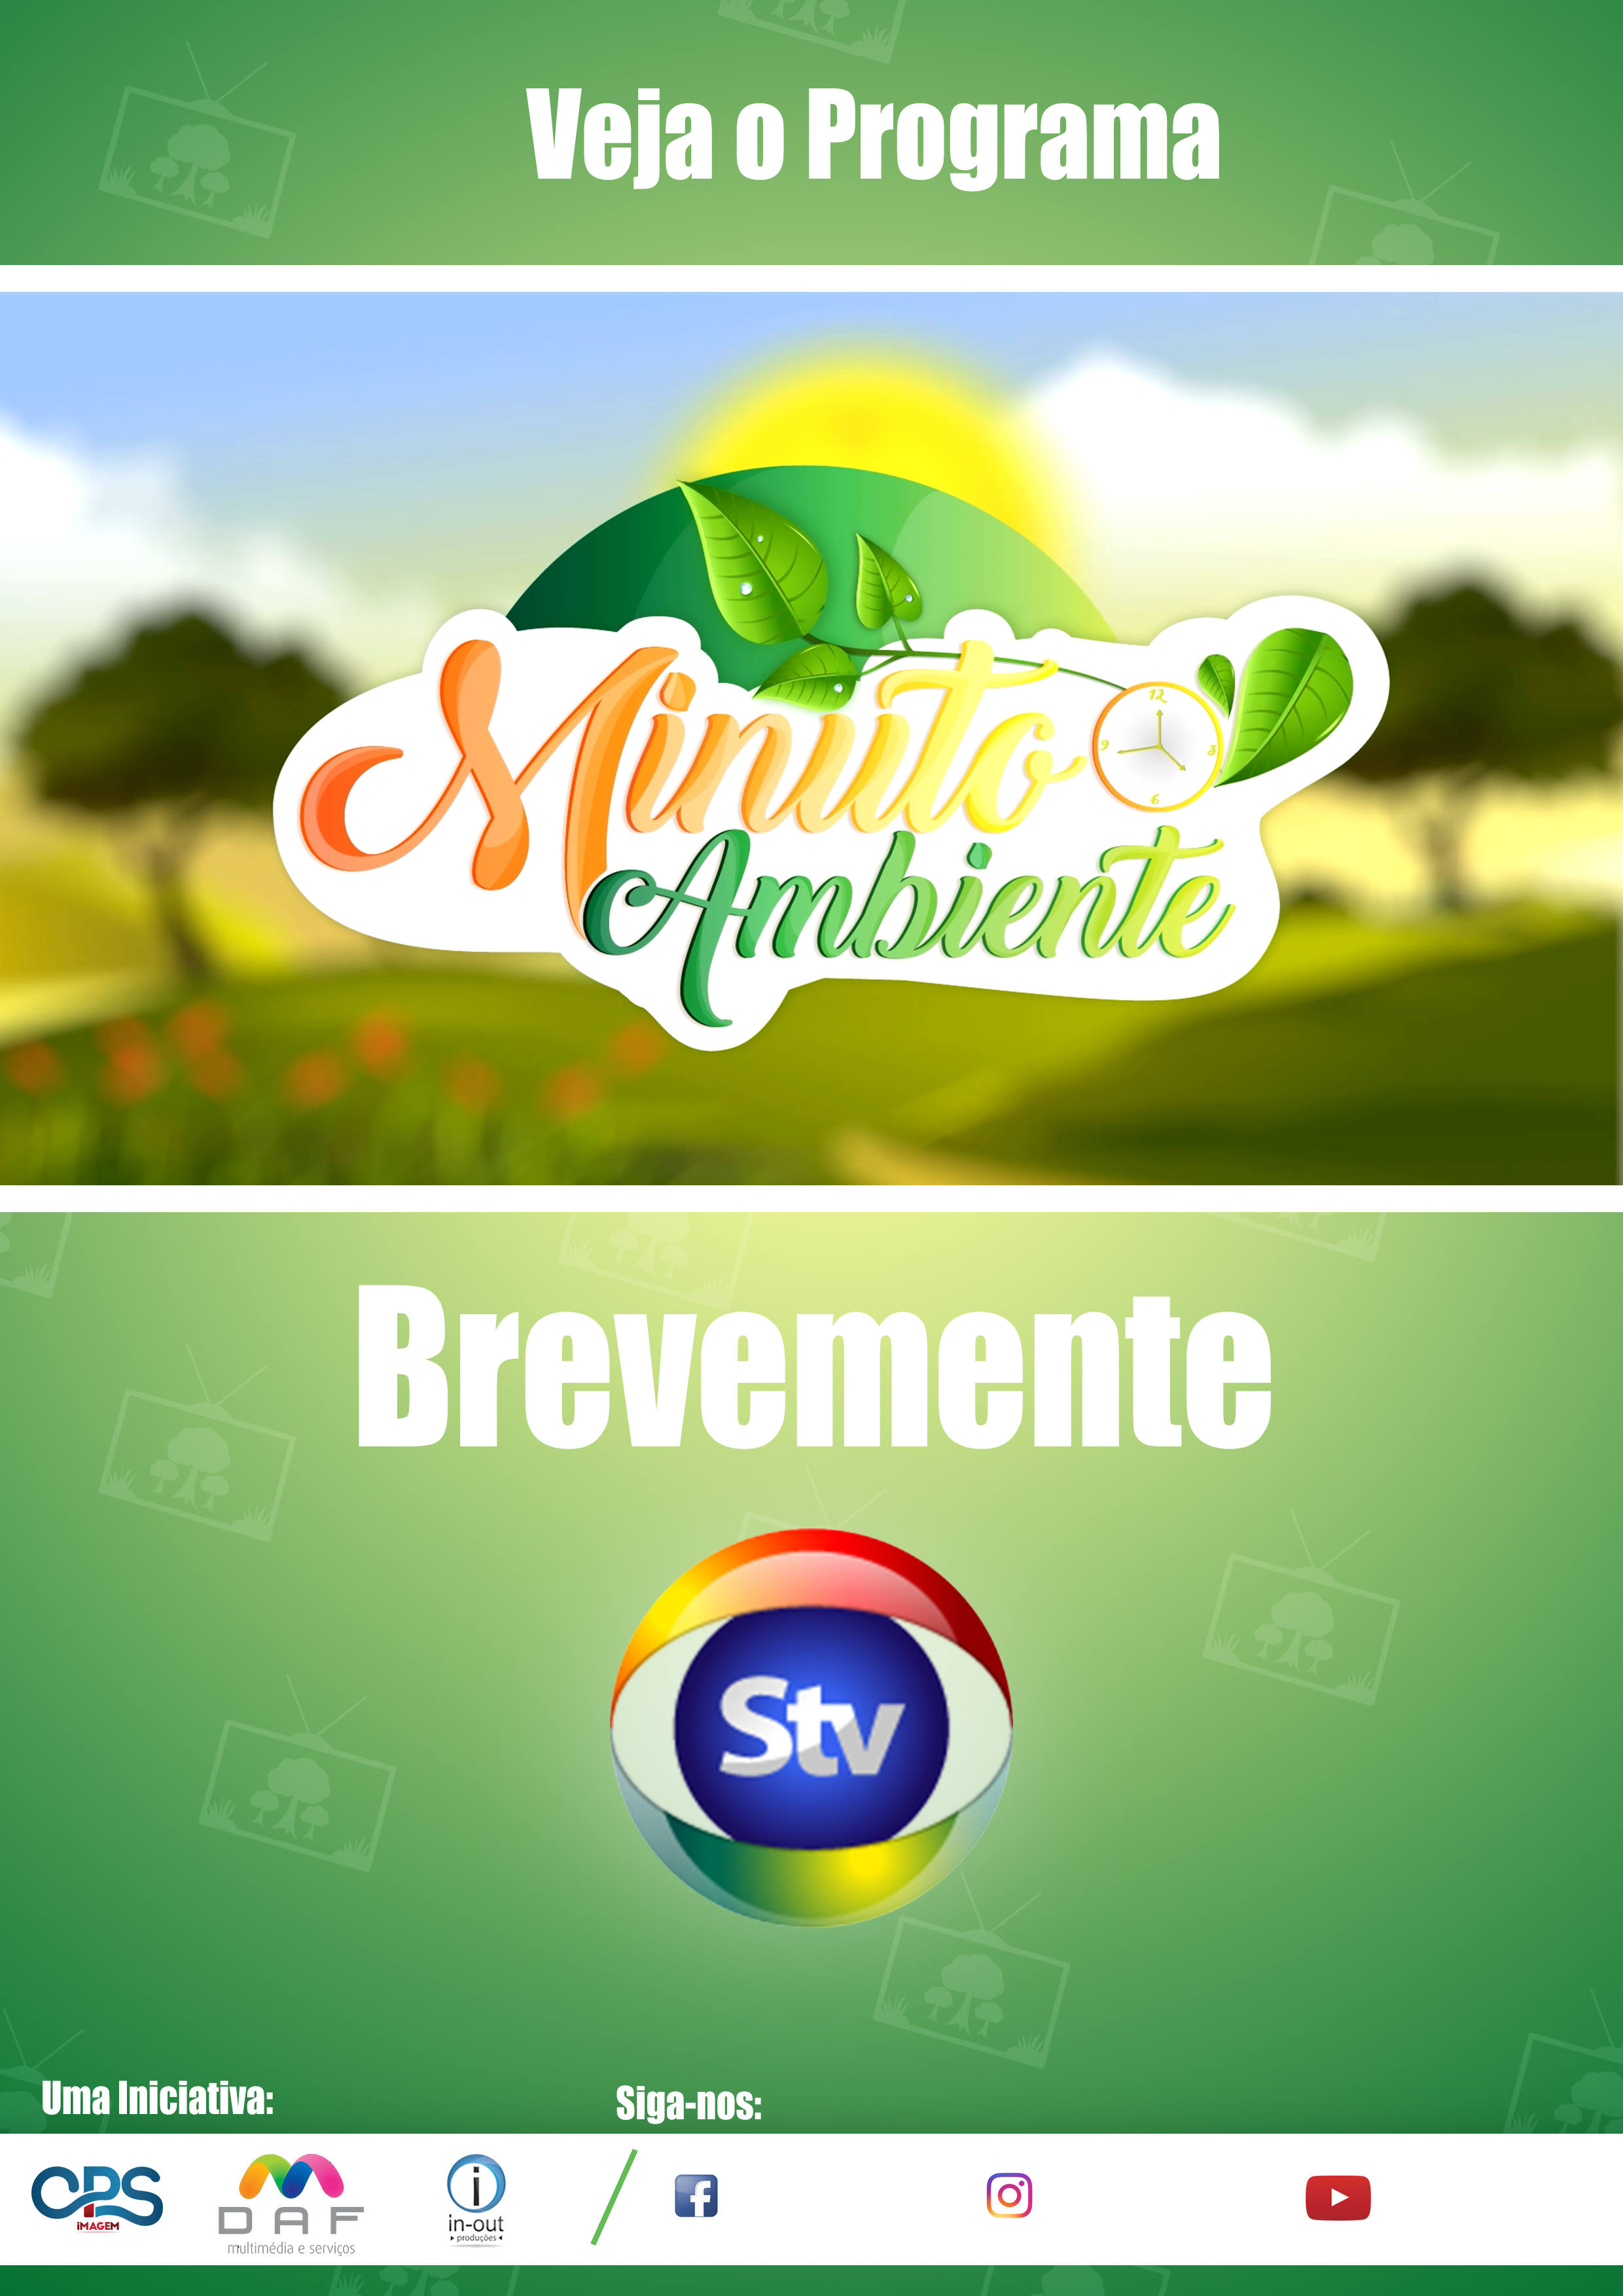 Veja o Programa
Minuto
12
9
3
6
Ambiente
Brevemente
Stv
Uma Iniciativa:
Siga-nos:
CPS
iMAGEM
DAF
multimédia e serviços
i
in-out
produções
f